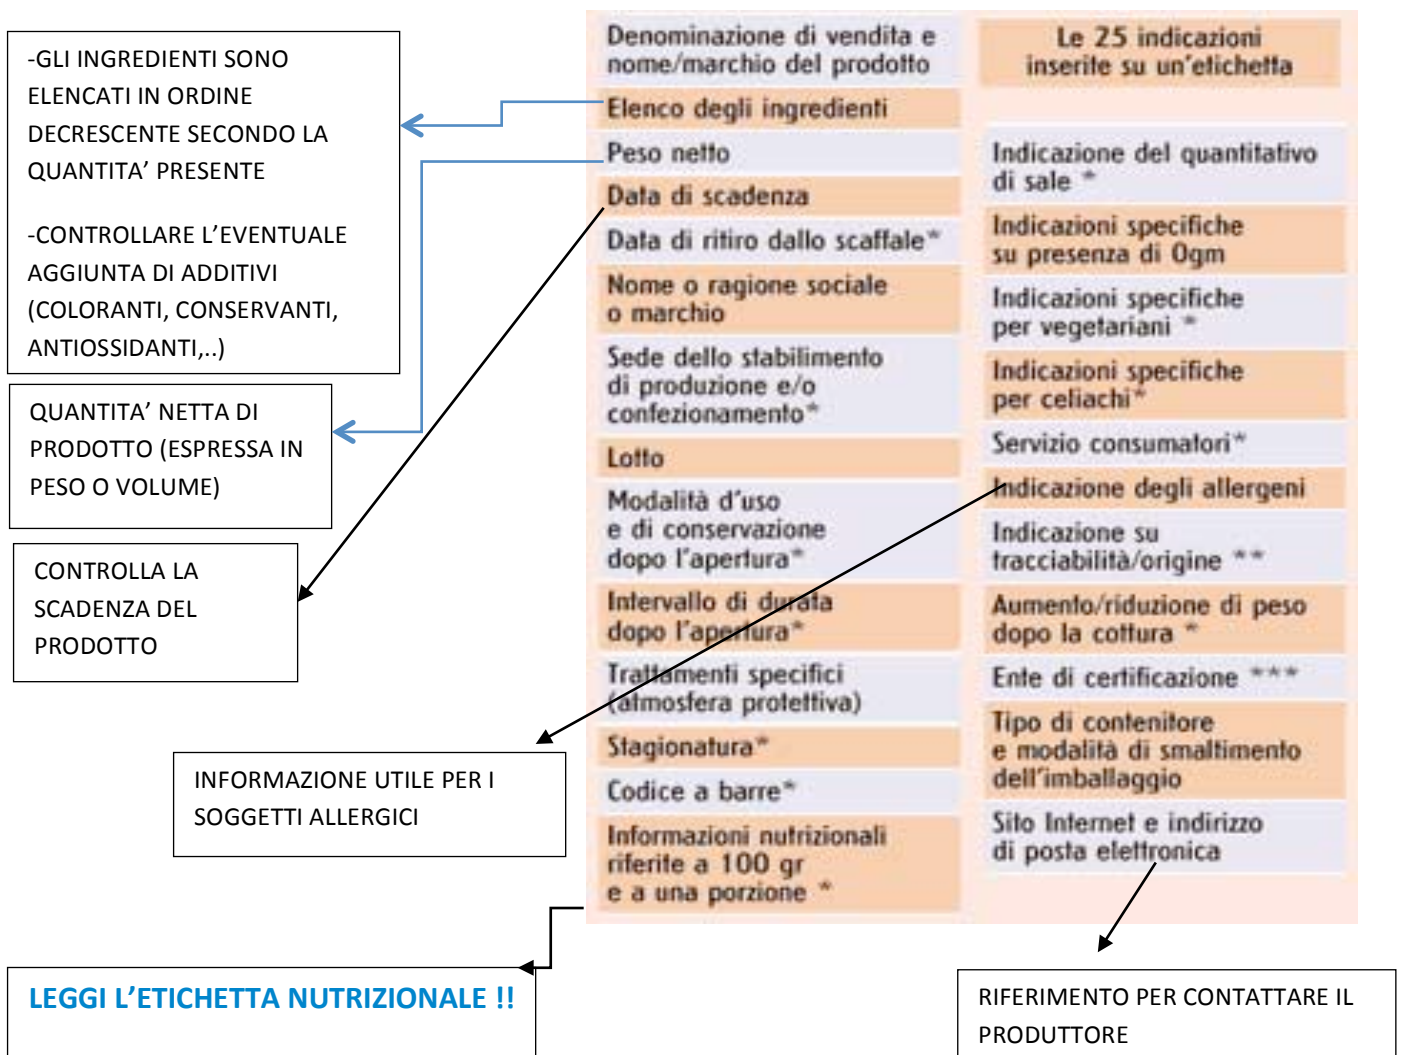 -GLI INGREDIENTI SONO
ELENCATI IN ORDINE
DECRESCENTE SECONDO LA
QUANTITA’ PRESENTE
-CONTROLLARE L’EVENTUALE
AGGIUNTA DI ADDITIVI
(COLORANTI, CONSERVANTI,
ANTIOSSIDANTI,..)
QUANTITA’ NETTA DI
PRODOTTO (ESPRESSA IN
PESO O VOLUME)
CONTROLLA LA
SCADENZA DEL
PRODOTTO
INFORMAZIONE UTILE PER I
SOGGETTI ALLERGICI
LEGGI L’ETICHETTA NUTRIZIONALE !!
Denominazione di vendita e
nome/marchio del prodotto
Elenco degli ingredienti
Peso netto
Data di scadenza
Data di ritiro dallo scaffale*
Nome o ragione sociale
o marchio
Sede dello stabilimento
di produzione e/o
confezionamento*
Lotto
Modalità d'uso
e di conservazione
dopo l'apertura*
Intervallo di durata
dopo l'apertura*
Trattamenti specifici
(atmosfera protettiva)
Stagionatura*
Codice a barre*
Informazioni nutrizionali
riferite a 100 gr
e a una porzione *
Le 25 indicazioni
inserite su un'etichetta
Indicazione del quantitativo
di sale *
Indicazioni specifiche
su presenza di Ogm
Indicazioni specifiche
per vegetariani *
Indicazioni specifiche
per celiachi*
Servizio consumatori*
Indicazione degli allergeni
Indicazione su
tracciabilità/origine **
Aumento/riduzione di peso
dopo la cottura *
Ente di certificazione ***
Tipo di contenitore
e modalità di smaltimento
dell'imballaggio
Sito Internet e indirizzo
di posta elettronica
RIFERIMENTO PER CONTATTARE IL
PRODUTTORE